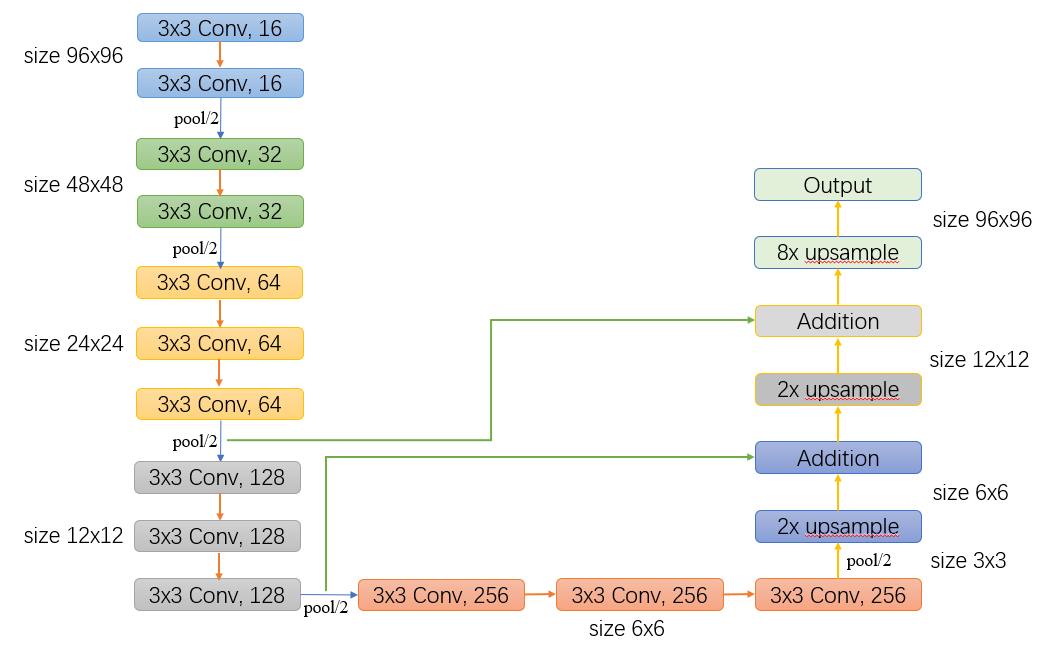 3x3 Conv, 16
size 96x96
3x3 Conv, 16
pool/2
3x3 Conv, 32
size 48x48
3x3 Conv, 32
pool/2
3x3 Conv, 64
size 24x24
3x3 Conv, 64
3x3 Conv, 64
pool/2
3x3 Conv, 128
size 12x12
3x3 Conv, 128
3x3 Conv, 128
pool/2
3x3 Conv, 256
3x3 Conv, 256
size 6x6
3x3 Conv, 256
pool/2
size 3x3
2x upsample
size 6x6
Addition
2x upsample
size 12x12
Addition
8x upsample
size 96x96
Output